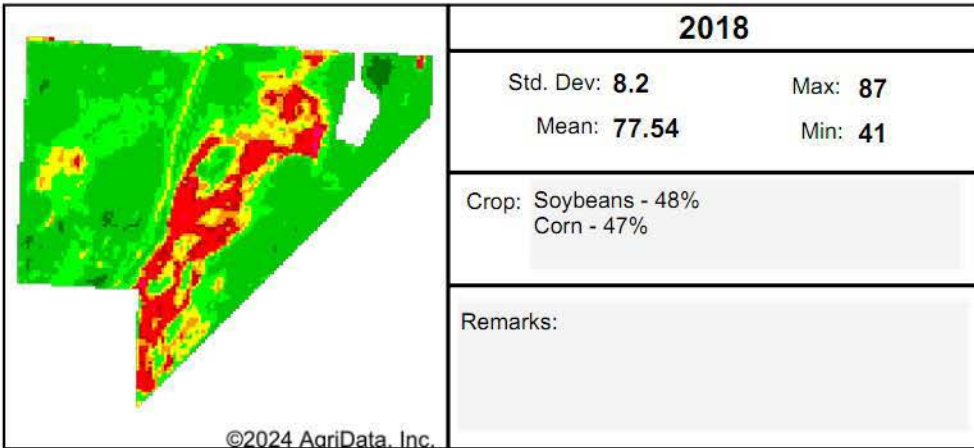 2018
Std. Dev: 8.2
Max: 87
Mean: 77.54
Min: 41
Crop: Soybeans - 48%
Corn - 47%
Remarks:
©2024 AgriData, Inc.